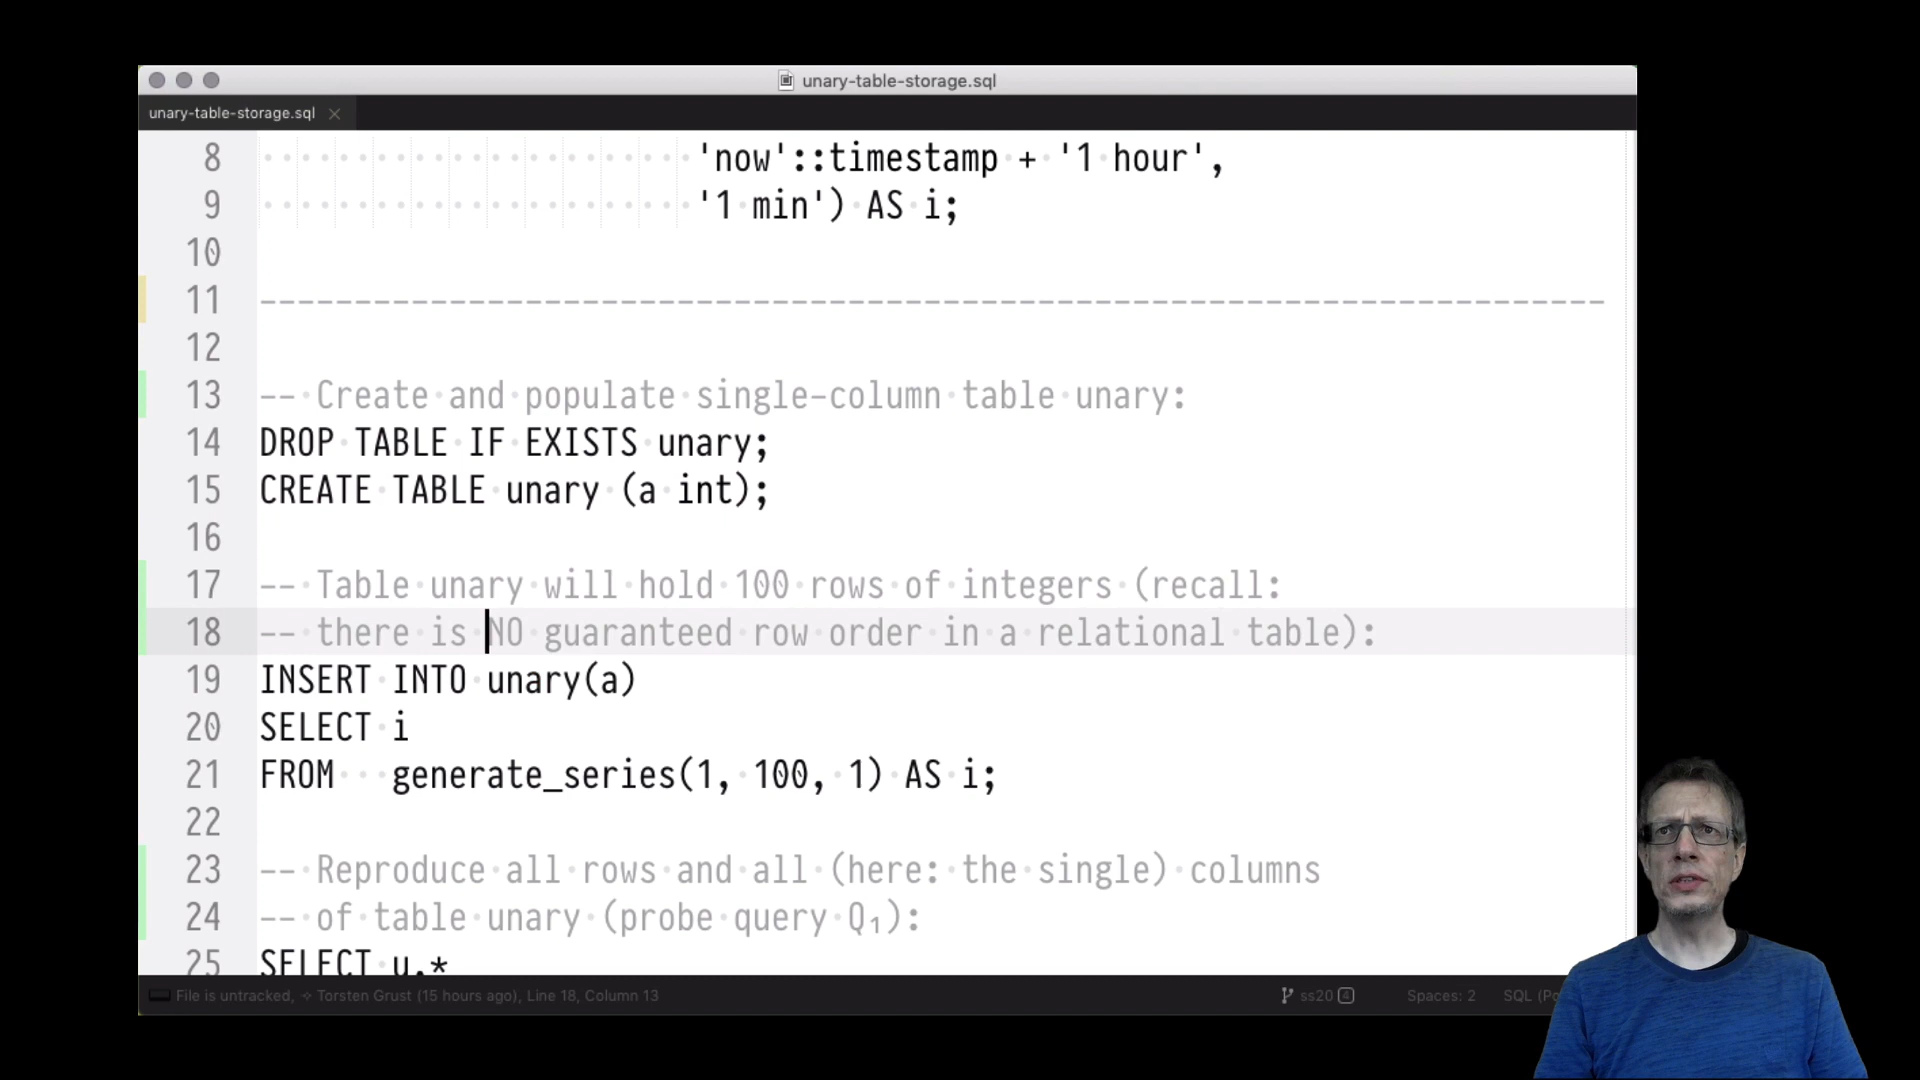 unary-table-storage.sql
unary-table-storage.sql
8 'now'::timestamp + '1 hour',
9 '1 min') AS i;
10
11 -----------------------------------------------------------------------
12
13 -- Create and populate single-column table unary:
14 DROP TABLE IF EXISTS unary;
15 CREATE TABLE unary (a int);
16
17 -- Table unary will hold 100 rows of integers (recall:
18 -- there is NO guaranteed row order in a relational table):
19 INSERT INTO unary(a)
20 SELECT i
21 FROM   generate_series(1, 100, 1) AS i;
22
23 -- Reproduce all rows and all (here: the single) columns
24 -- of table unary (probe query Q₁):
25 SELECT u.*
File is untracked, Torsten Grust (15 hours ago), Line 18, Column 13 ss20 4 Spaces: 2 SQL